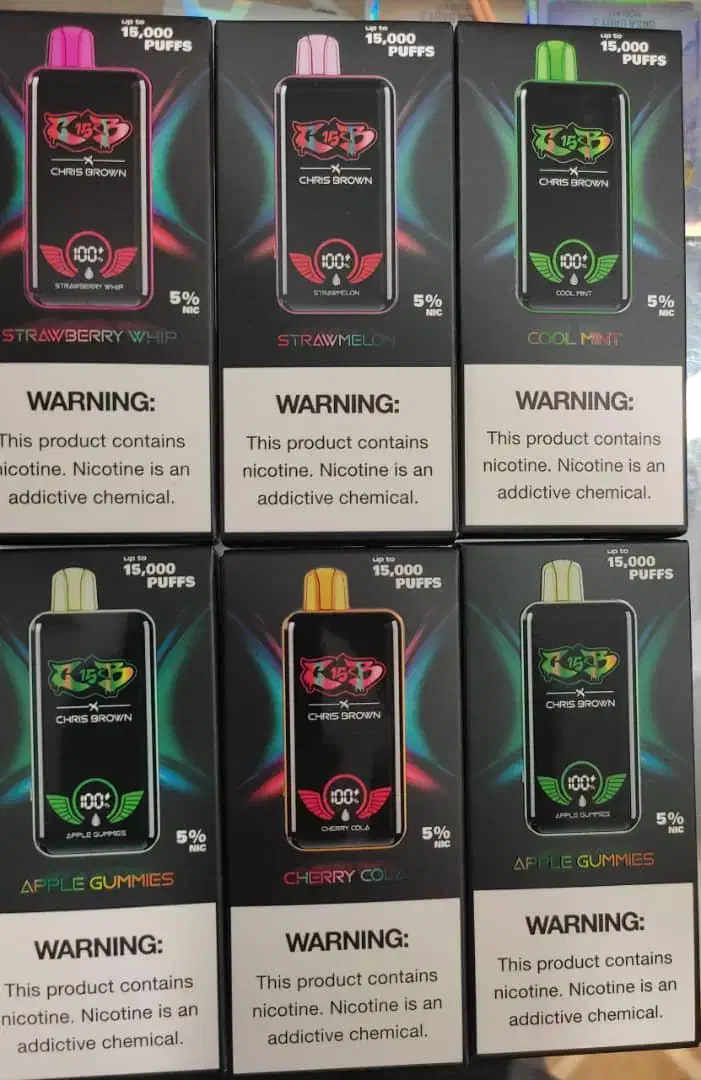 up to
15,000
PUFFS
C15B
CHRIS BROWN
100%
STRAWBERRY WHIP
5%
NIC
STRAWBERRY WHIP
WARNING:
This product contains
nicotine. Nicotine is an
addictive chemical.
up to
15,000
PUFFS
C15B
CHRIS BROWN
100%
STRAWMELON
5%
NIC
STRAWMELON
WARNING:
This product contains
nicotine. Nicotine is an
addictive chemical.
up to
15,000
PUFFS
C15B
CHRIS BROWN
100%
COOL MINT
5%
NIC
COOL MINT
WARNING:
This product contains
nicotine. Nicotine is an
addictive chemical.
up to
15,000
PUFFS
C15B
CHRIS BROWN
100%
APPLE GUMMIES
5%
NIC
APPLE GUMMIES
WARNING:
This product contains
nicotine. Nicotine is an
addictive chemical.
up to
15,000
PUFFS
C15B
CHRIS BROWN
100%
CHERRY COLA
5%
NIC
CHERRY COLA
WARNING:
This product contains
nicotine. Nicotine is an
addictive chemical.
up to
15,000
PUFFS
C15B
CHRIS BROWN
100%
APPLE GUMMIES
5%
NIC
APPLE GUMMIES
WARNING:
This product contains
nicotine. Nicotine is an
addictive chemical.